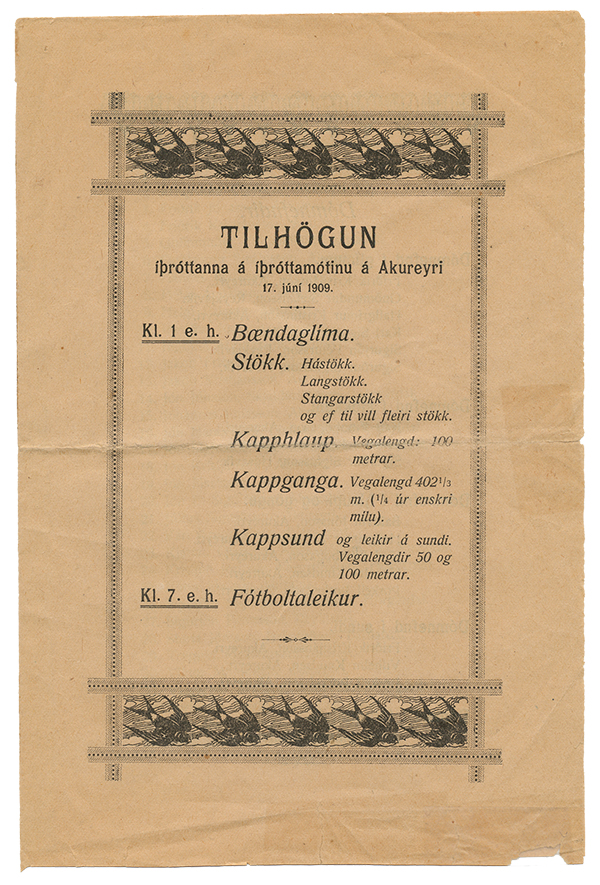 TILHÖGUN
íþróttanna á íþróttamótinu á Akureyri
17. júní 1909.
Kl. 1 e. h. Bændaglíma.
Stökk. Hástökk.
Langstökk.
Stangarstökk
og ef til vill fleiri stökk.
Kapphlaup. Vegalengd: 100
metrar.
Kappganga. Vegalengd 402 1/3
m. (1/4 úr enskri
mílu).
Kappsund og leikir á sundi.
Vegalengdir 50 og
100 metrar.
Kl. 7. e. h. Fótboltaleikur.